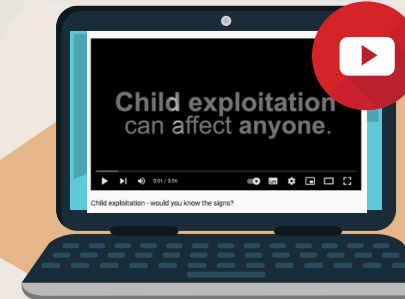 Child exploitation
can affect anyone.
0:01 / 3:56
Child exploitation - would you know the signs?